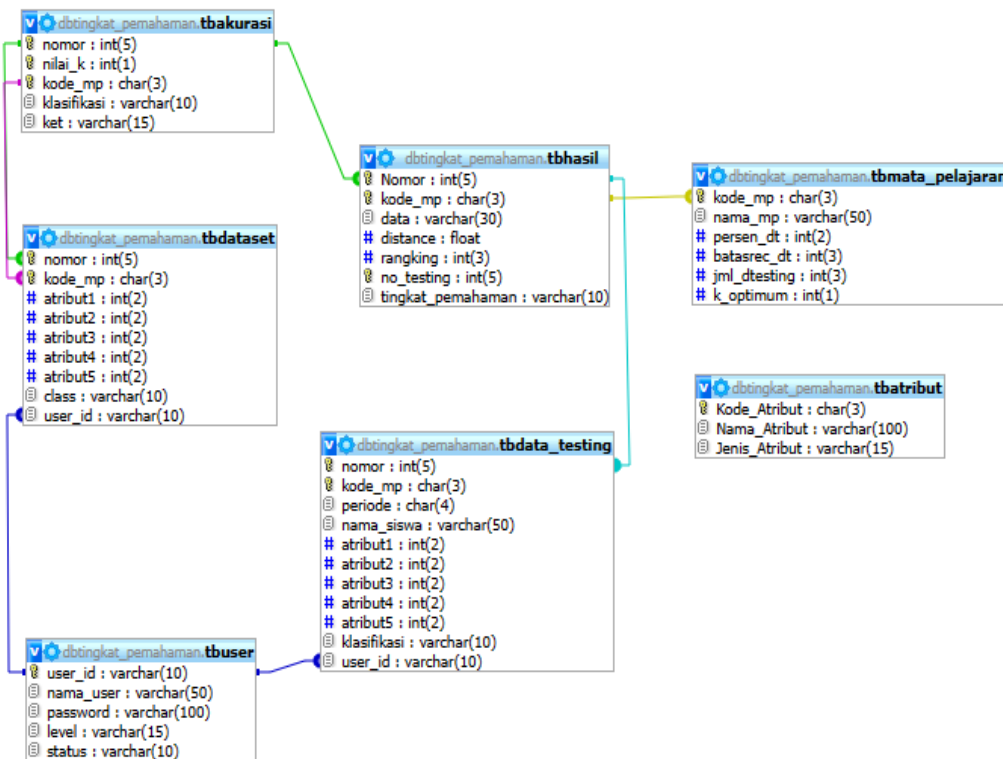 dbtingkat_pemahaman.tbakurasi
nomor : int(5)
nilai_k : int(1)
kode_mp : char(3)
klasifikasi : varchar(10)
ket : varchar(15)
dbtingkat_pemahaman.tbhasil
Nomor : int(5)
kode_mp : char(3)
data : varchar(30)
# distance : float
# rangking : int(3)
no_testing : int(5)
tingkat_pemahaman : varchar(10)
dbtingkat_pemahaman.tbmata_pelajaran
kode_mp : char(3)
nama_mp : varchar(50)
# persen_dt : int(2)
# batasrec_dt : int(3)
# jml_dtesting : int(3)
# k_optimum : int(1)
dbtingkat_pemahaman.tbdataset
nomor : int(5)
kode_mp : char(3)
# atribut1 : int(2)
# atribut2 : int(2)
# atribut3 : int(2)
# atribut4 : int(2)
# atribut5 : int(2)
class : varchar(10)
user_id : varchar(10)
dbtingkat_pemahaman.tbatribut
Kode_Atribut : char(3)
Nama_Atribut : varchar(100)
Jenis_Atribut : varchar(15)
dbtingkat_pemahaman.tbdata_testing
nomor : int(5)
kode_mp : char(3)
periode : char(4)
nama_siswa : varchar(50)
# atribut1 : int(2)
# atribut2 : int(2)
# atribut3 : int(2)
# atribut4 : int(2)
# atribut5 : int(2)
klasifikasi : varchar(10)
user_id : varchar(10)
dbtingkat_pemahaman.tbuser
user_id : varchar(10)
nama_user : varchar(50)
password : varchar(100)
level : varchar(15)
status : varchar(10)